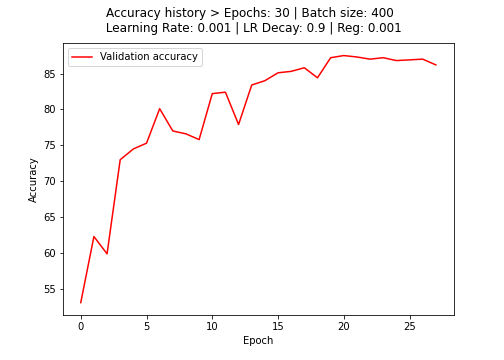 Accuracy history > Epochs: 30 | Batch size: 400
Learning Rate: 0.001 | LR Decay: 0.9 | Reg: 0.001
Validation accuracy
85
80
75
70
65
60
55
Accuracy
0 5 10 15 20 25
Epoch